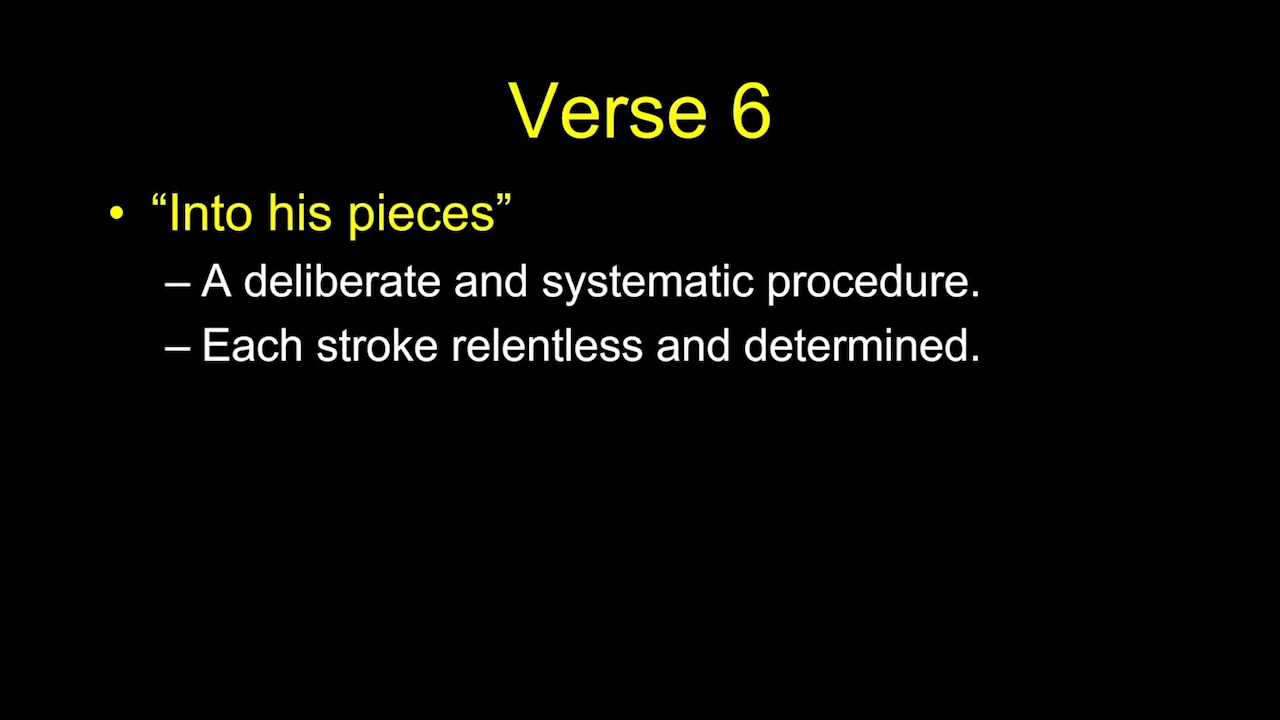 Verse 6
• “Into his pieces”
– A deliberate and systematic procedure.
– Each stroke relentless and determined.